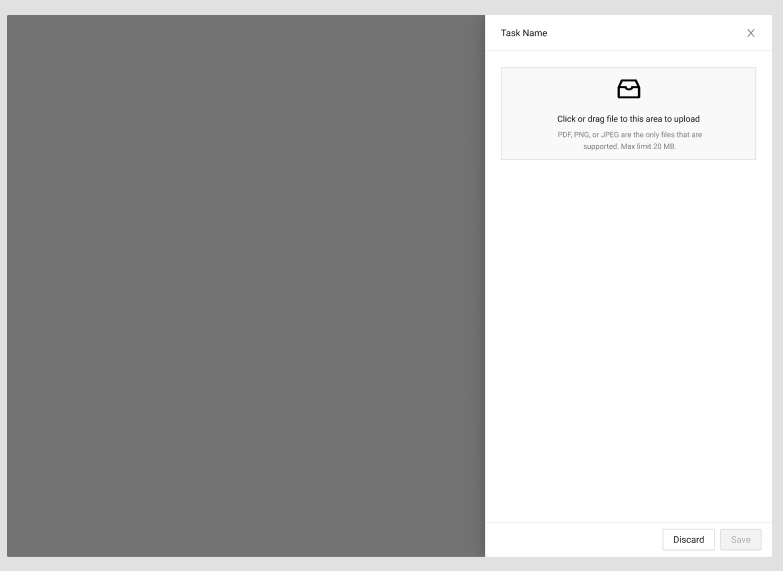 Task Name
Click or drag file to this area to upload
PDF, PNG, or JPEG are the only files that are
supported. Max limit 20 MB.
Discard
Save